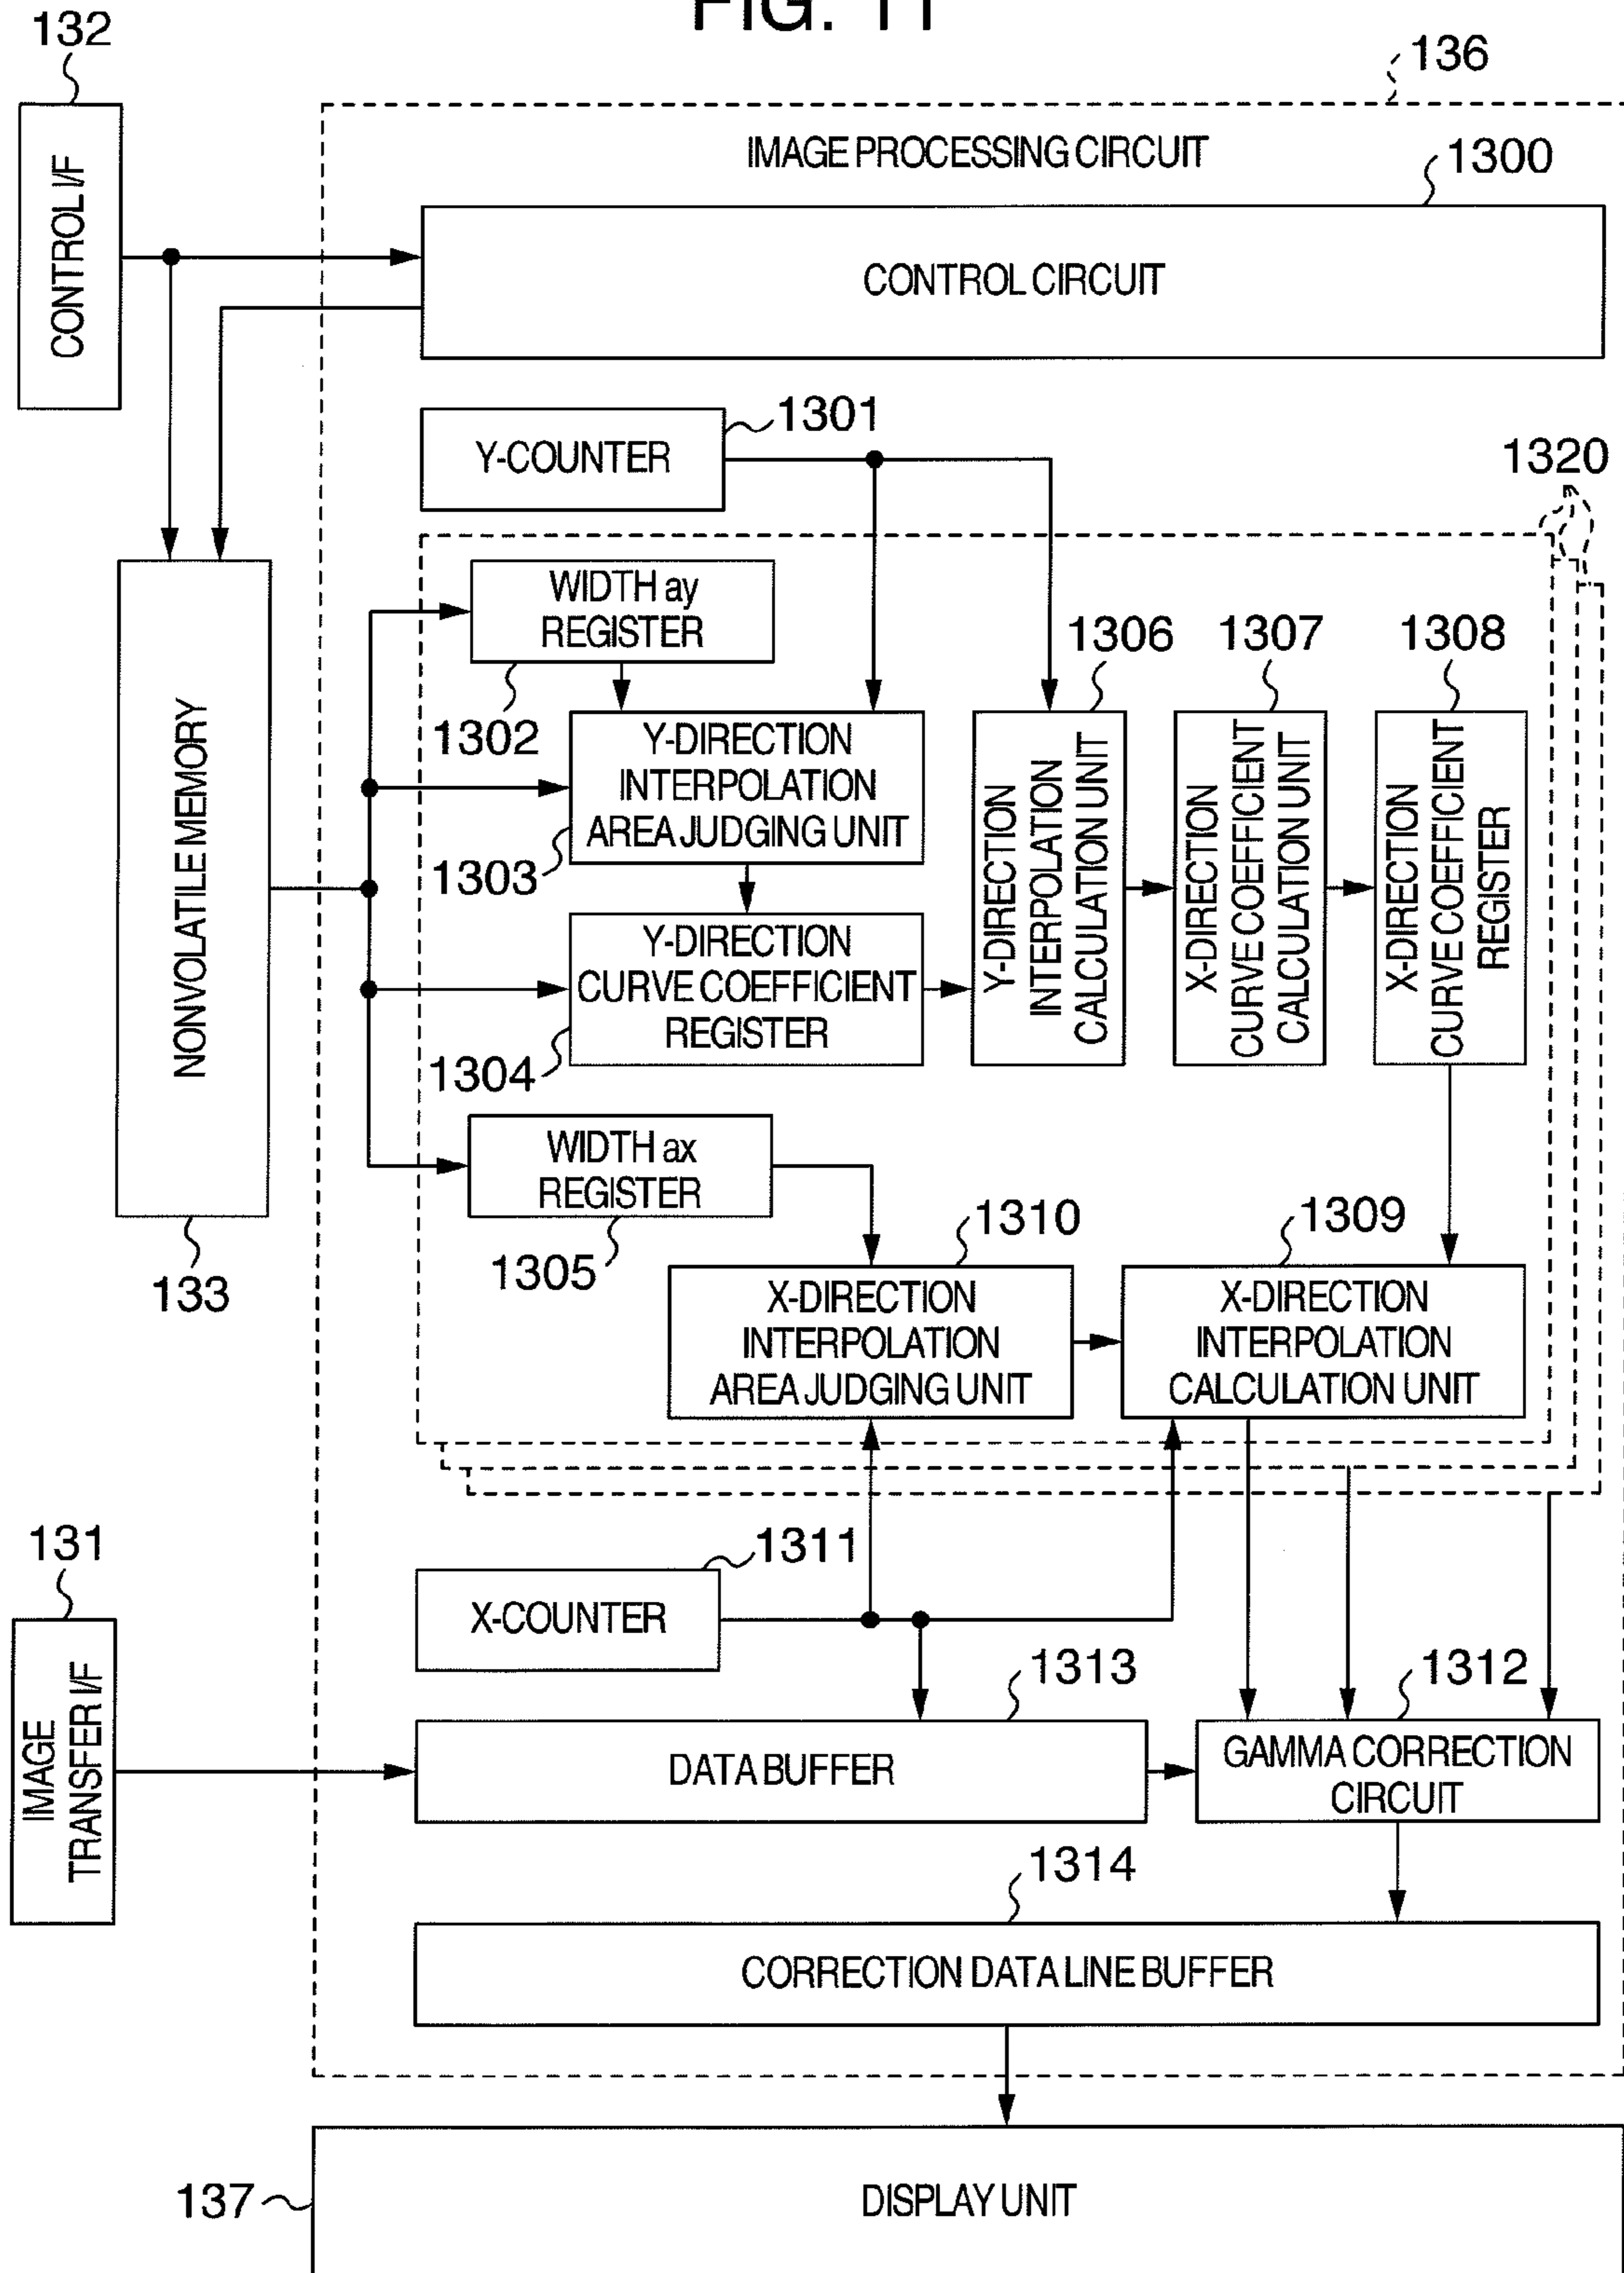 FIG. 11
132
136
IMAGE PROCESSING CIRCUIT
1300
CONTROL I/F
CONTROL CIRCUIT
1301
Y-COUNTER
1320
WIDTH ay
REGISTER
1302
1306
1307
1308
NONVOLATILE MEMORY
133
Y-DIRECTION
INTERPOLATION
AREA JUDGING UNIT
1303
Y-DIRECTION
CURVE COEFFICIENT
REGISTER
1304
Y-DIRECTION
INTERPOLATION
CALCULATION UNIT
X-DIRECTION
CURVE COEFFICIENT
CALCULATION UNIT
X-DIRECTION
CURVE COEFFICIENT
REGISTER
WIDTH ax
REGISTER
1305
1310
1309
X-DIRECTION
INTERPOLATION
AREA JUDGING UNIT
X-DIRECTION
INTERPOLATION
CALCULATION UNIT
131
1311
X-COUNTER
IMAGE
TRANSFER I/F
1313
1312
DATA BUFFER
GAMMA CORRECTION
CIRCUIT
1314
CORRECTION DATA LINE BUFFER
137
DISPLAY UNIT